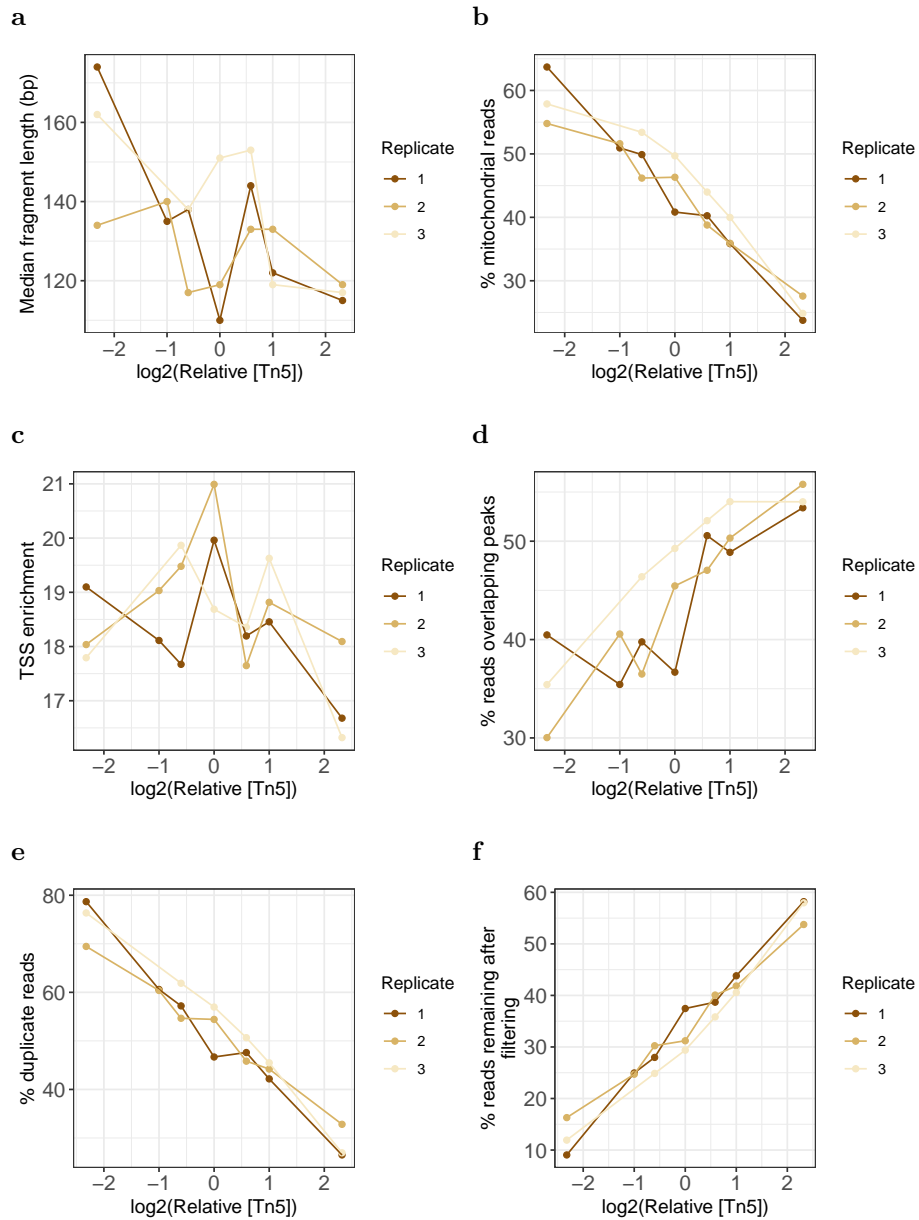 a
Median fragment length (bp)
160
140
120
−2 −1 0 1 2
log2(Relative [Tn5])
Replicate
1
2
3
b
% mitochondrial reads
60
50
40
30
−2 −1 0 1 2
log2(Relative [Tn5])
Replicate
1
2
3
c
TSS enrichment
21
20
19
18
17
−2 −1 0 1 2
log2(Relative [Tn5])
Replicate
1
2
3
d
% reads overlapping peaks
50
40
30
−2 −1 0 1 2
log2(Relative [Tn5])
Replicate
1
2
3
e
% duplicate reads
80
60
40
−2 −1 0 1 2
log2(Relative [Tn5])
Replicate
1
2
3
f
% reads remaining after
filtering
60
50
40
30
20
10
−2 −1 0 1 2
log2(Relative [Tn5])
Replicate
1
2
3